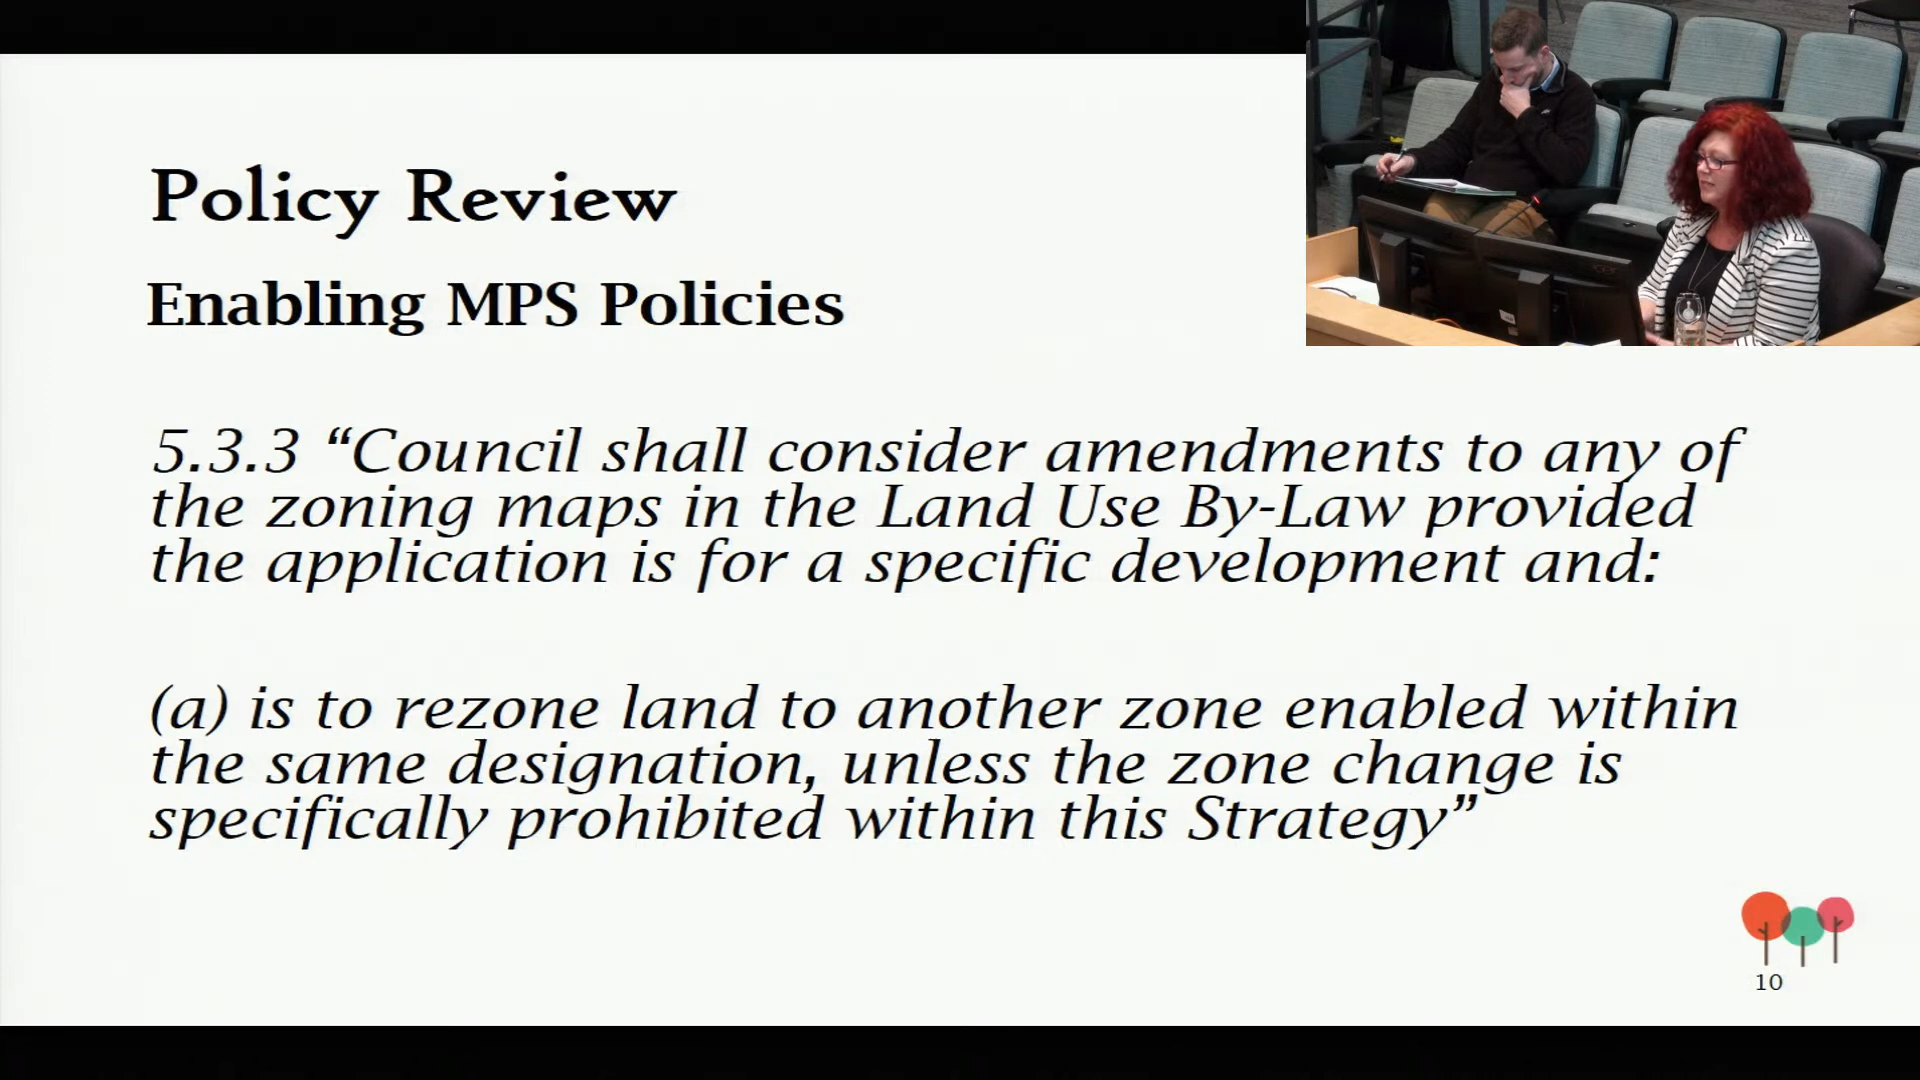 Policy Review
Enabling MPS Policies
5.3.3 “Council shall consider amendments to any of
the zoning maps in the Land Use By-Law provided
the application is for a specific development and:
(a) is to rezone land to another zone enabled within
the same designation, unless the zone change is
specifically prohibited within this Strategy”
10